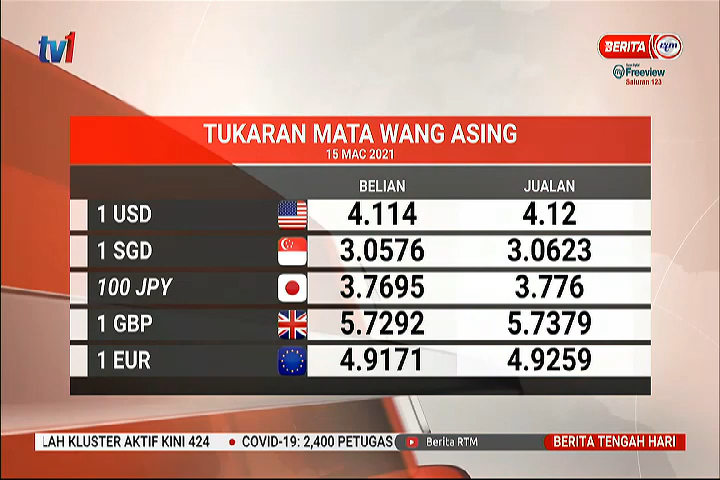 tv1
BERITA rtm
myFreeview
Saluran 123
TUKARAN MATA WANG ASING
15 MAC 2021
BELIAN JUALAN
1 USD 4.114 4.12
1 SGD 3.0576 3.0623
100 JPY 3.7695 3.776
1 GBP 5.7292 5.7379
1 EUR 4.9171 4.9259
LAH KLUSTER AKTIF KINI 424 • COVID-19: 2,400 PETUGAS Berita RTM BERITA TENGAH HARI